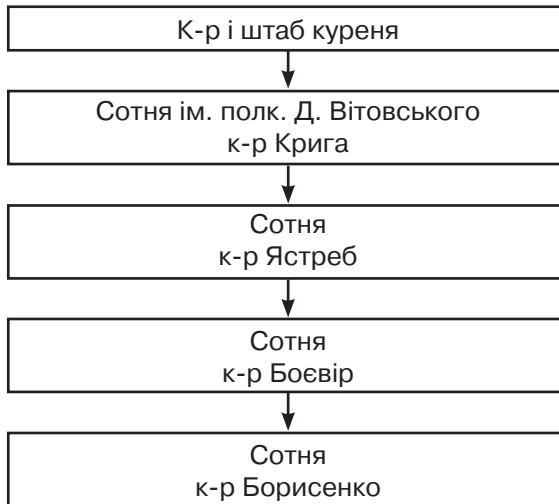 К-р і штаб куреня
Сотня ім. полк. Д. Вітовського
к-р Крига
Сотня
к-р Ястреб
Сотня
к-р Боєвір
Сотня
к-р Борисенко